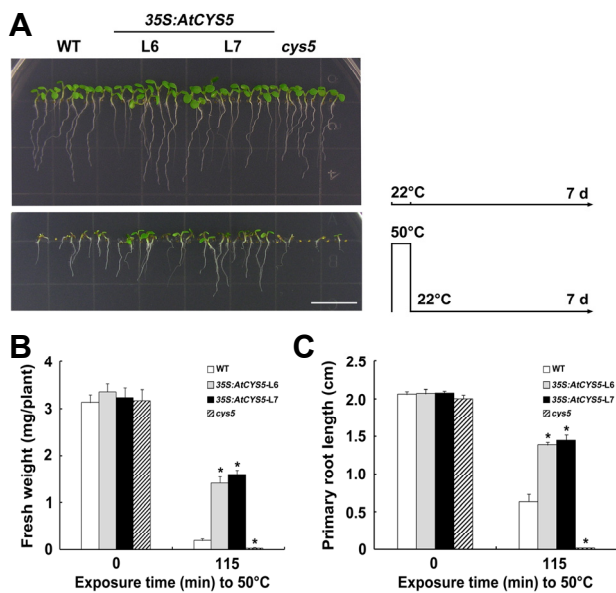 A
35S:AtCYS5
WT L6 L7 cys5
22°C 7 d
50°C
22°C 7 d
B
Fresh weight (mg/plant)
4
3
2
1
0
WT
35S:AtCYS5-L6
35S:AtCYS5-L7
cys5
* *
*
0 115
Exposure time (min) to 50°C
C
Primary root length (cm)
2.5
2.0
1.5
1.0
0.5
0
WT
35S:AtCYS5-L6
35S:AtCYS5-L7
cys5
* *
*
0 115
Exposure time (min) to 50°C